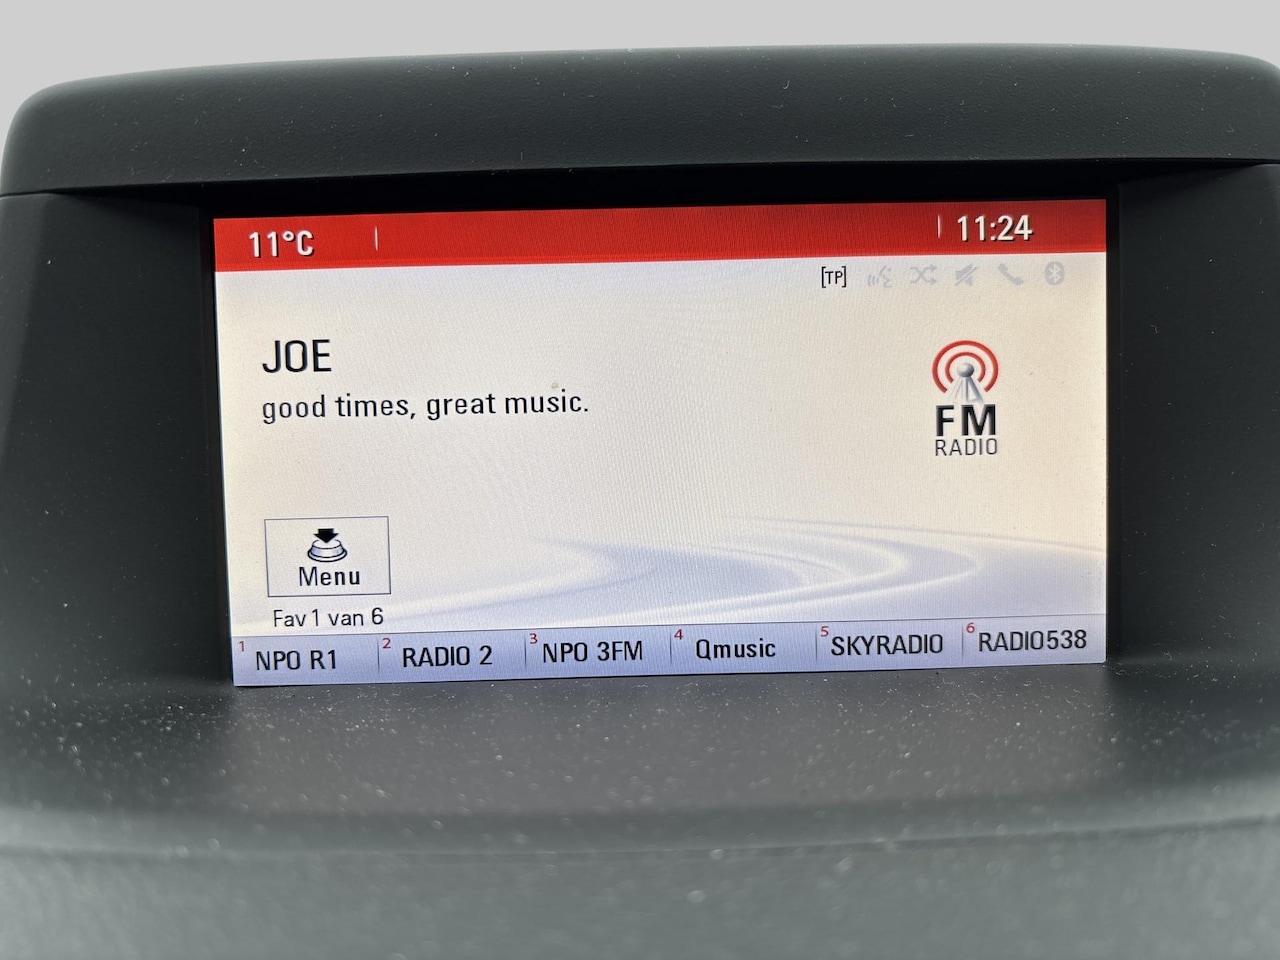 11°C
11:24
[TP]
JOE
good times, great music.
FM
RADIO
Menu
Fav 1 van 6
1 NPO R1
2 RADIO 2
3 NPO 3FM
4 Qmusic
5 SKYRADIO
6 RADIO538